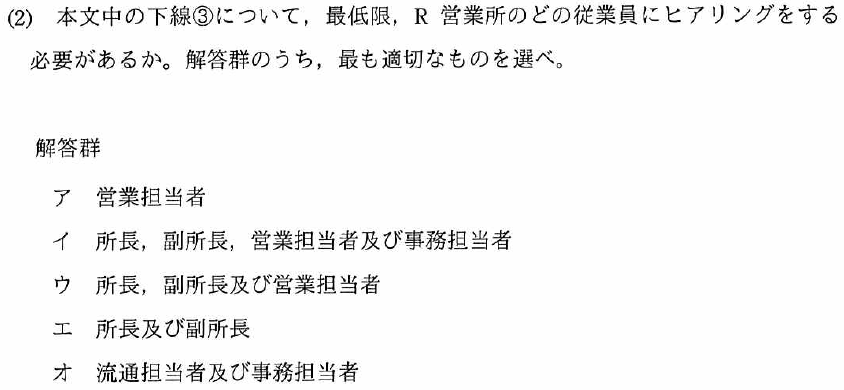 (2) 本文中の下線③について，最低限，R 営業所のどの従業員にヒアリングをする
必要があるか。解答群のうち，最も適切なものを選べ。
解答群
ア 営業担当者
イ 所長，副所長，営業担当者及び事務担当者
ウ 所長，副所長及び営業担当者
エ 所長及び副所長
オ 流通担当者及び事務担当者